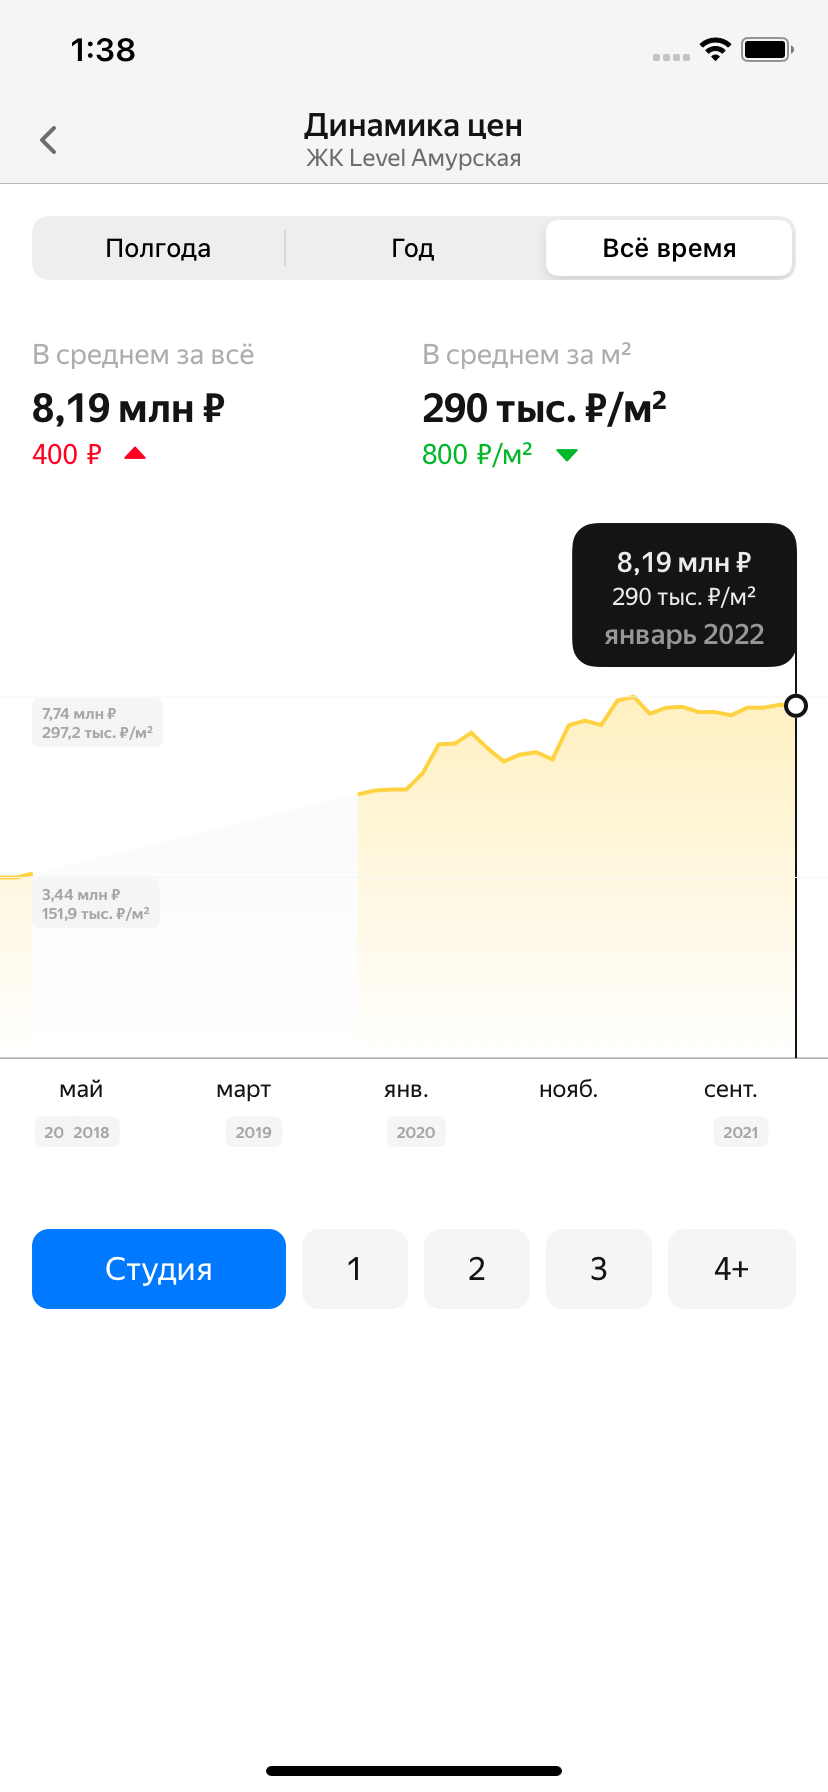 1:38
Динамика цен
ЖК Level Амурская
Полгода Год Всё время
В среднем за всё В среднем за м²
8,19 млн ₽ 290 тыс. ₽/м²
400 ₽ 800 ₽/м²
8,19 млн ₽
290 тыс. ₽/м²
январь 2022
7,74 млн ₽
297,2 тыс. ₽/м²
3,44 млн ₽
151,9 тыс. ₽/м²
май март янв. нояб. сент.
20 2018 2019 2020 2021
Студия 1 2 3 4+